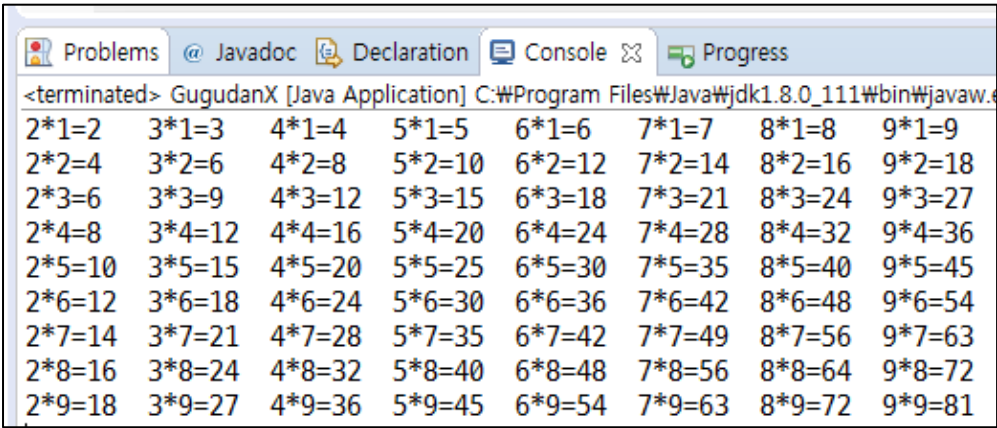 Problems @ Javadoc Declaration Console Progress
<terminated> GugudanX [Java Application] C:₩Program Files₩Java₩jdk1.8.0_111₩bin₩javaw.e
2*1=2 3*1=3 4*1=4 5*1=5 6*1=6 7*1=7 8*1=8 9*1=9
2*2=4 3*2=6 4*2=8 5*2=10 6*2=12 7*2=14 8*2=16 9*2=18
2*3=6 3*3=9 4*3=12 5*3=15 6*3=18 7*3=21 8*3=24 9*3=27
2*4=8 3*4=12 4*4=16 5*4=20 6*4=24 7*4=28 8*4=32 9*4=36
2*5=10 3*5=15 4*5=20 5*5=25 6*5=30 7*5=35 8*5=40 9*5=45
2*6=12 3*6=18 4*6=24 5*6=30 6*6=36 7*6=42 8*6=48 9*6=54
2*7=14 3*7=21 4*7=28 5*7=35 6*7=42 7*7=49 8*7=56 9*7=63
2*8=16 3*8=24 4*8=32 5*8=40 6*8=48 7*8=56 8*8=64 9*8=72
2*9=18 3*9=27 4*9=36 5*9=45 6*9=54 7*9=63 8*9=72 9*9=81